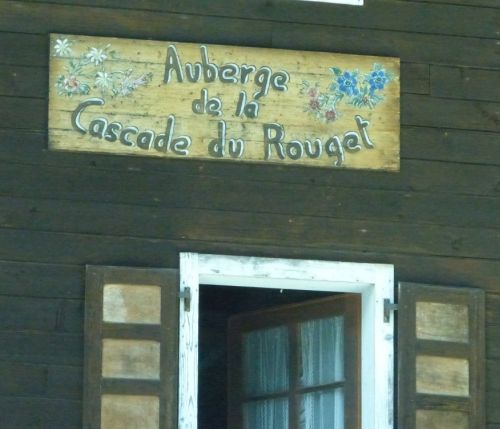 Auberge
de la
Cascade du Rouget